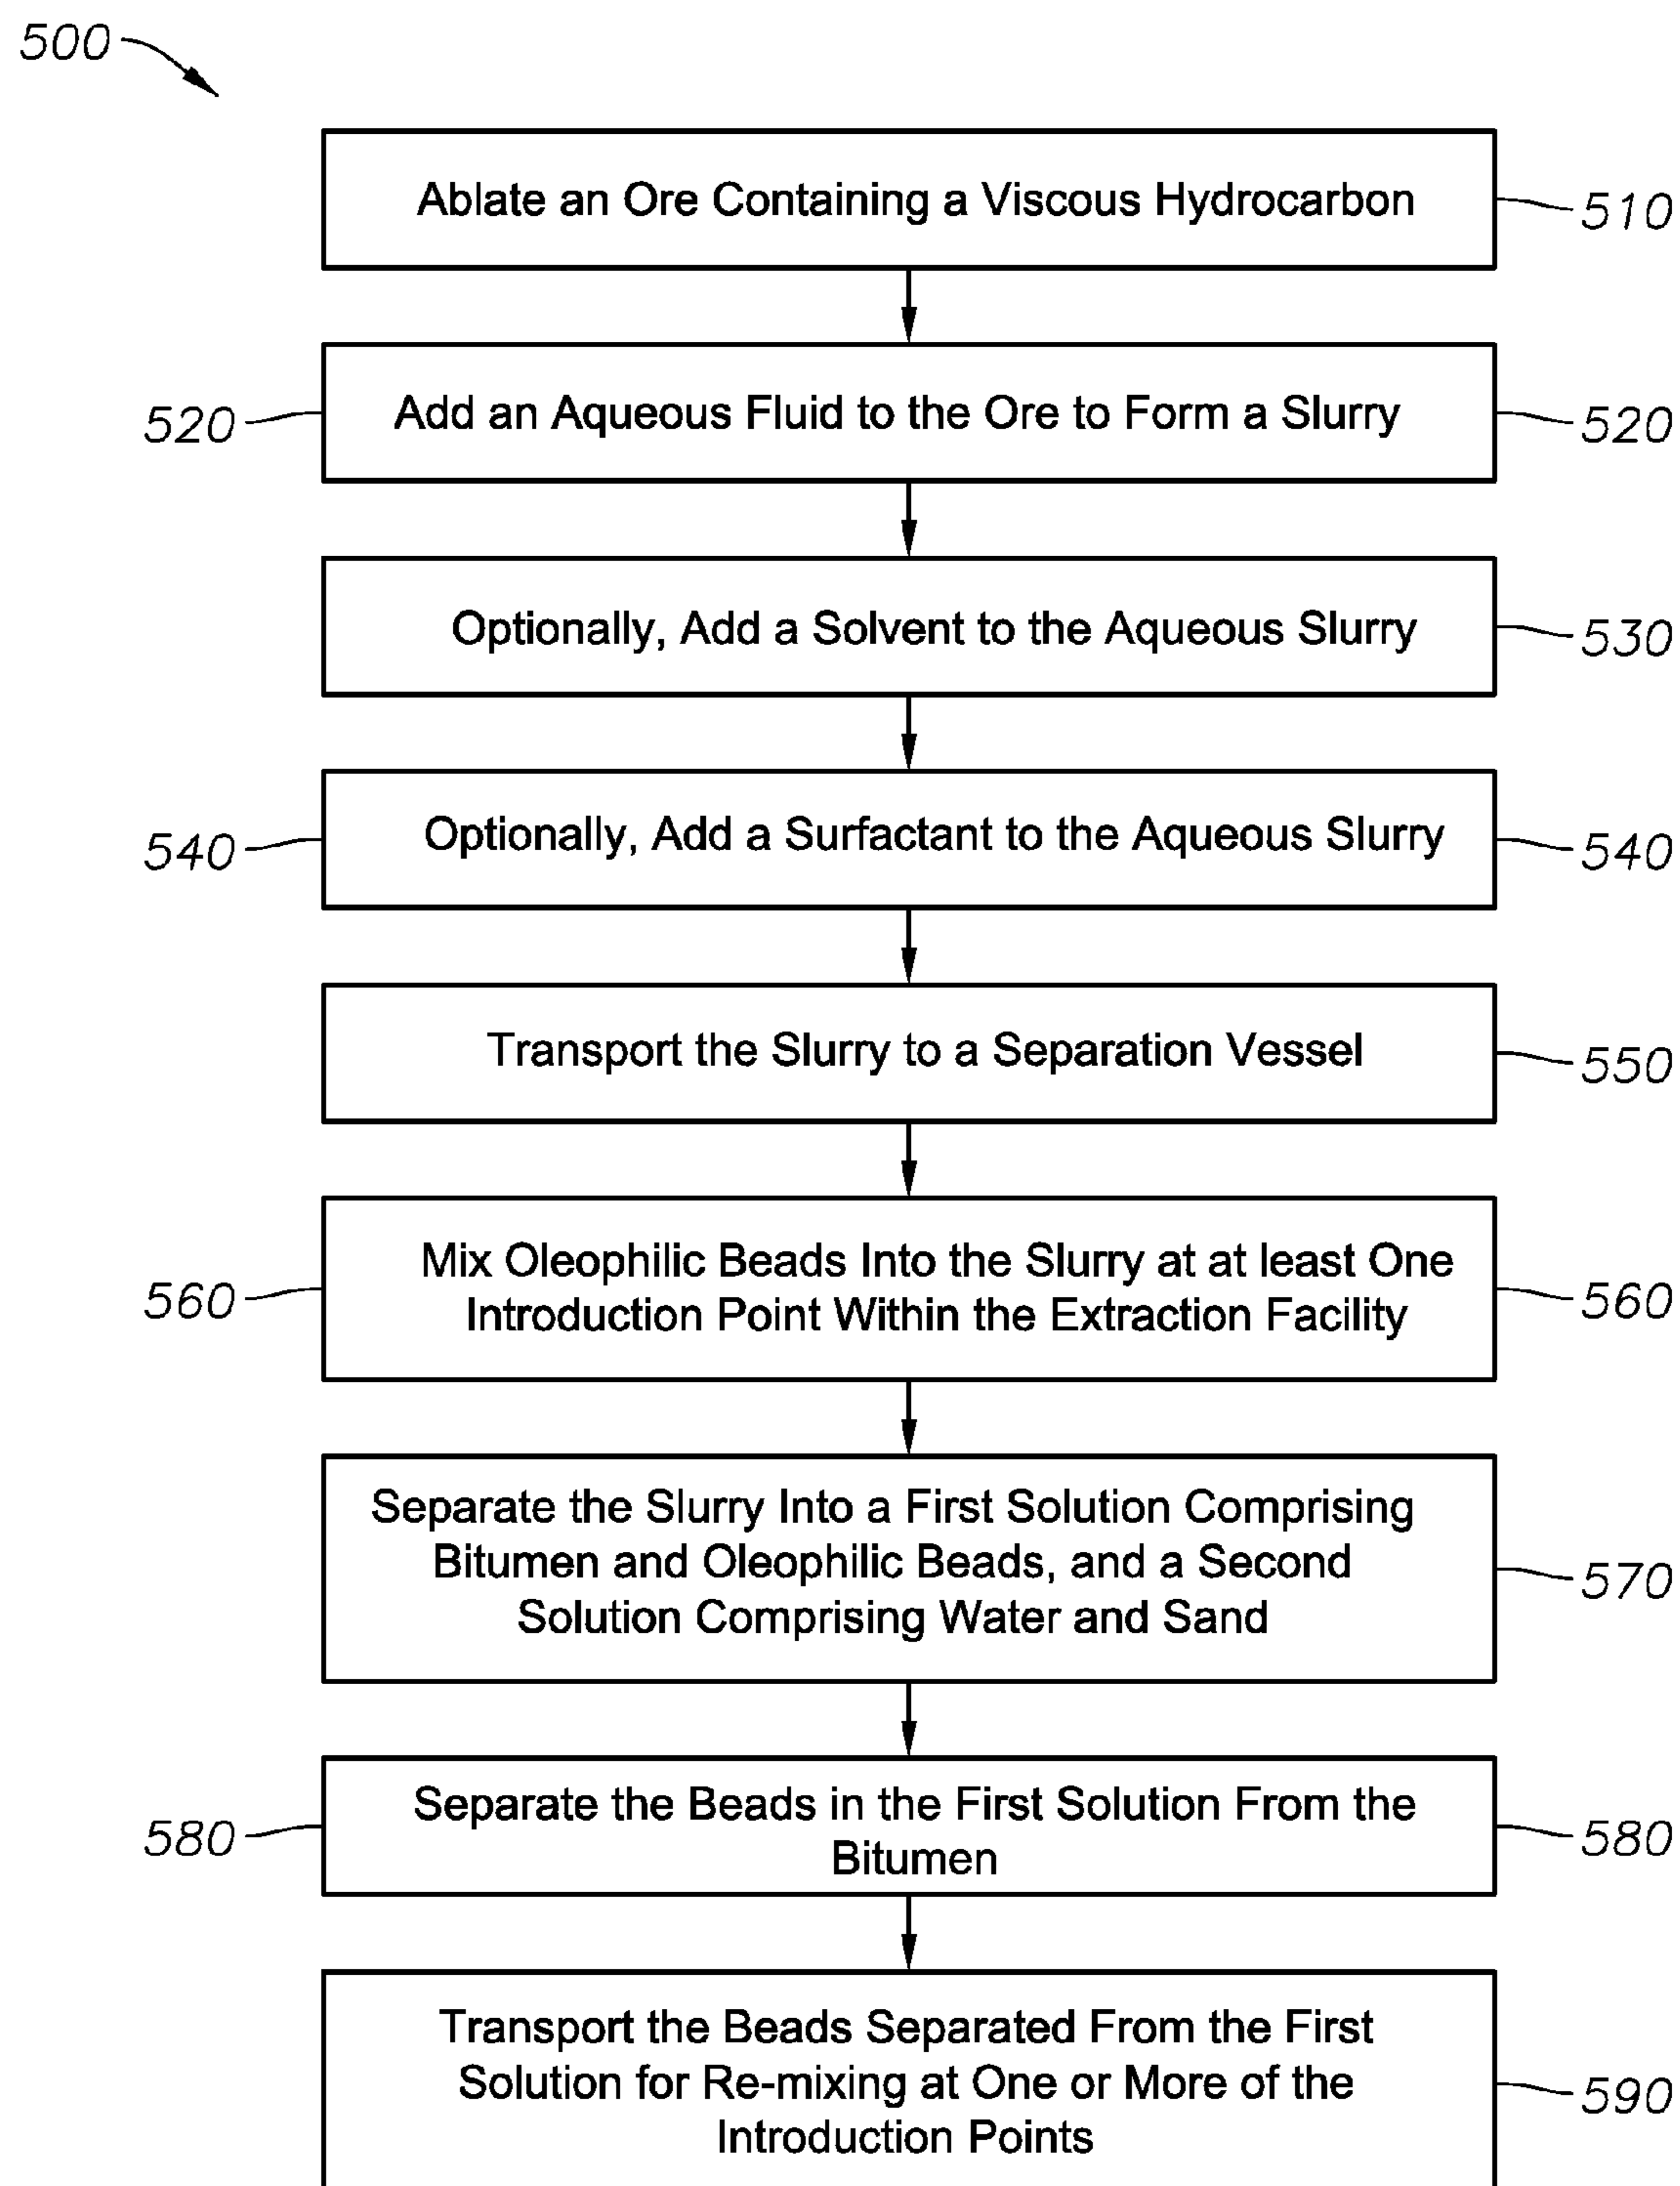 500
Ablate an Ore Containing a Viscous Hydrocarbon
510
520
Add an Aqueous Fluid to the Ore to Form a Slurry
520
Optionally, Add a Solvent to the Aqueous Slurry
530
540
Optionally, Add a Surfactant to the Aqueous Slurry
540
Transport the Slurry to a Separation Vessel
550
560
Mix Oleophilic Beads Into the Slurry at at least One
Introduction Point Within the Extraction Facility
560
Separate the Slurry Into a First Solution Comprising
Bitumen and Oleophilic Beads, and a Second
Solution Comprising Water and Sand
570
580
Separate the Beads in the First Solution From the
Bitumen
580
Transport the Beads Separated From the First
Solution for Re-mixing at One or More of the
Introduction Points
590